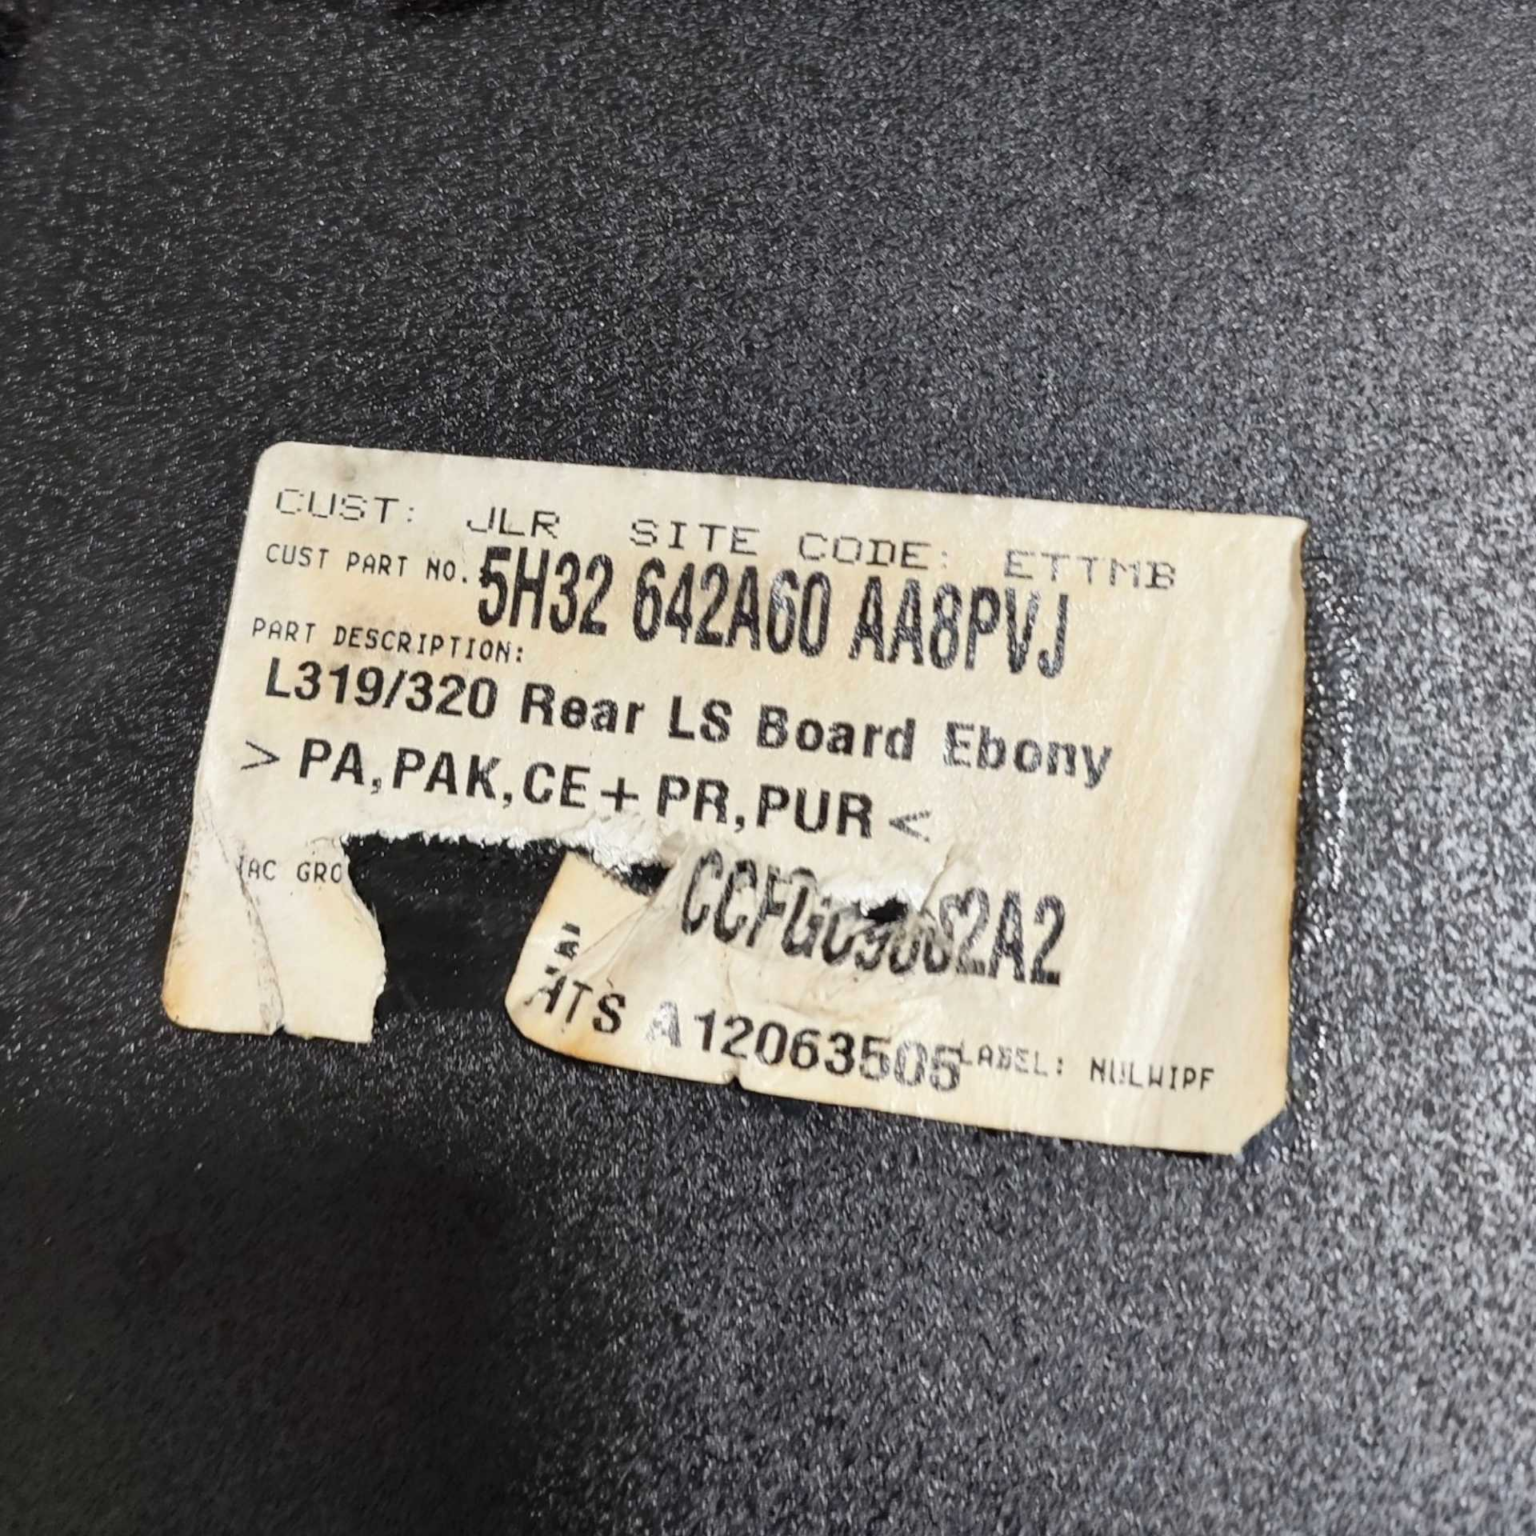 CUST: JLR SITE CODE: ETTMB
CUST PART NO. 5H32 642A60 AA8PVJ
PART DESCRIPTION:
L319/320 Rear LS Board Ebony
> PA,PAK,CE + PR,PUR <
IAC GRO
A12063505 LABEL: NULWIPF